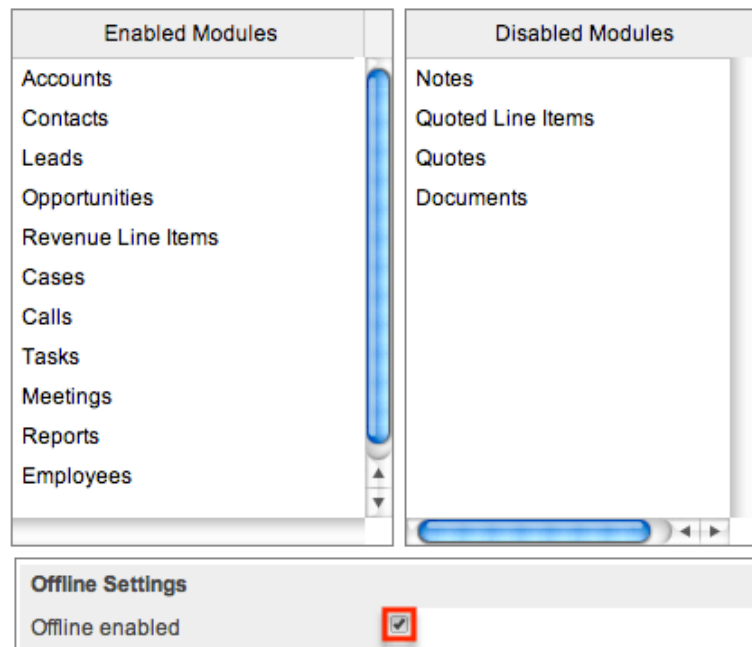 Enabled Modules
Accounts
Contacts
Leads
Opportunities
Revenue Line Items
Cases
Calls
Tasks
Meetings
Reports
Employees
Disabled Modules
Notes
Quoted Line Items
Quotes
Documents
Offline Settings
Offline enabled